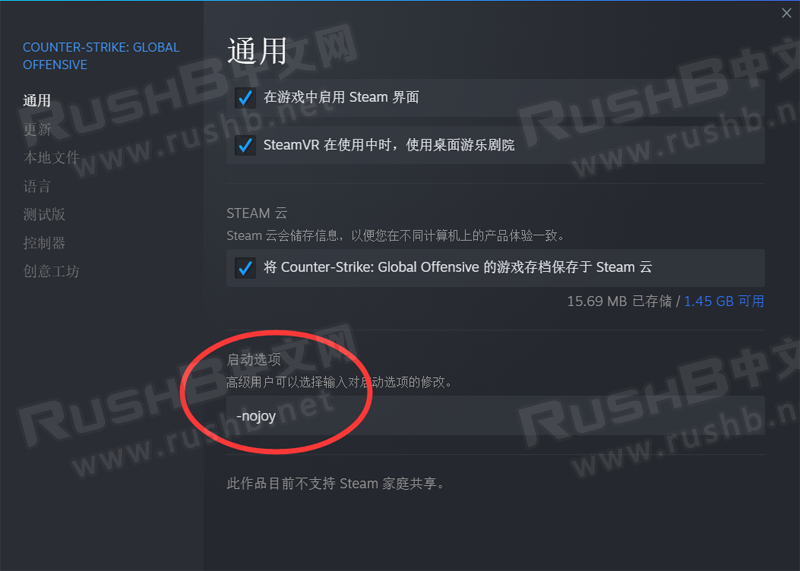 COUNTER-STRIKE: GLOBAL
OFFENSIVE
通用
更新
本地文件
语言
测试版
控制器
创意工坊
通用
在游戏中启用 Steam 界面
SteamVR 在使用中时，使用桌面游乐剧院
STEAM 云
Steam 云会储存信息，以便您在不同计算机上的产品体验一致。
将 Counter-Strike: Global Offensive 的游戏存档保存于 Steam 云
15.69 MB 已存储 / 1.45 GB 可用
启动选项
高级用户可以选择输入对启动选项的修改。
-nojoy
此作品目前不支持 Steam 家庭共享。
RUSHB中文网
www.rushb.net
RUSHB中文
www.rushb.n
RUSHB中文网
www.rushb.net
RUSHB中文
www.rushb.n